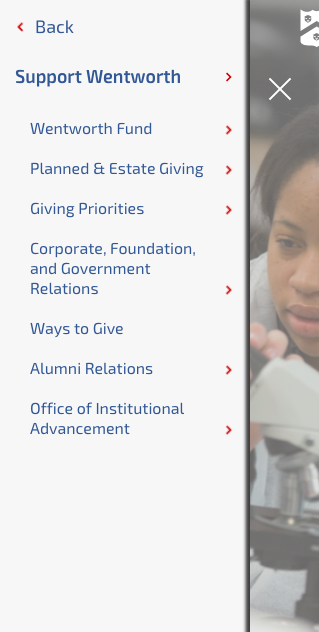 Back
Support Wentworth
Wentworth Fund
Planned & Estate Giving
Giving Priorities
Corporate, Foundation,
and Government
Relations
Ways to Give
Alumni Relations
Office of Institutional
Advancement